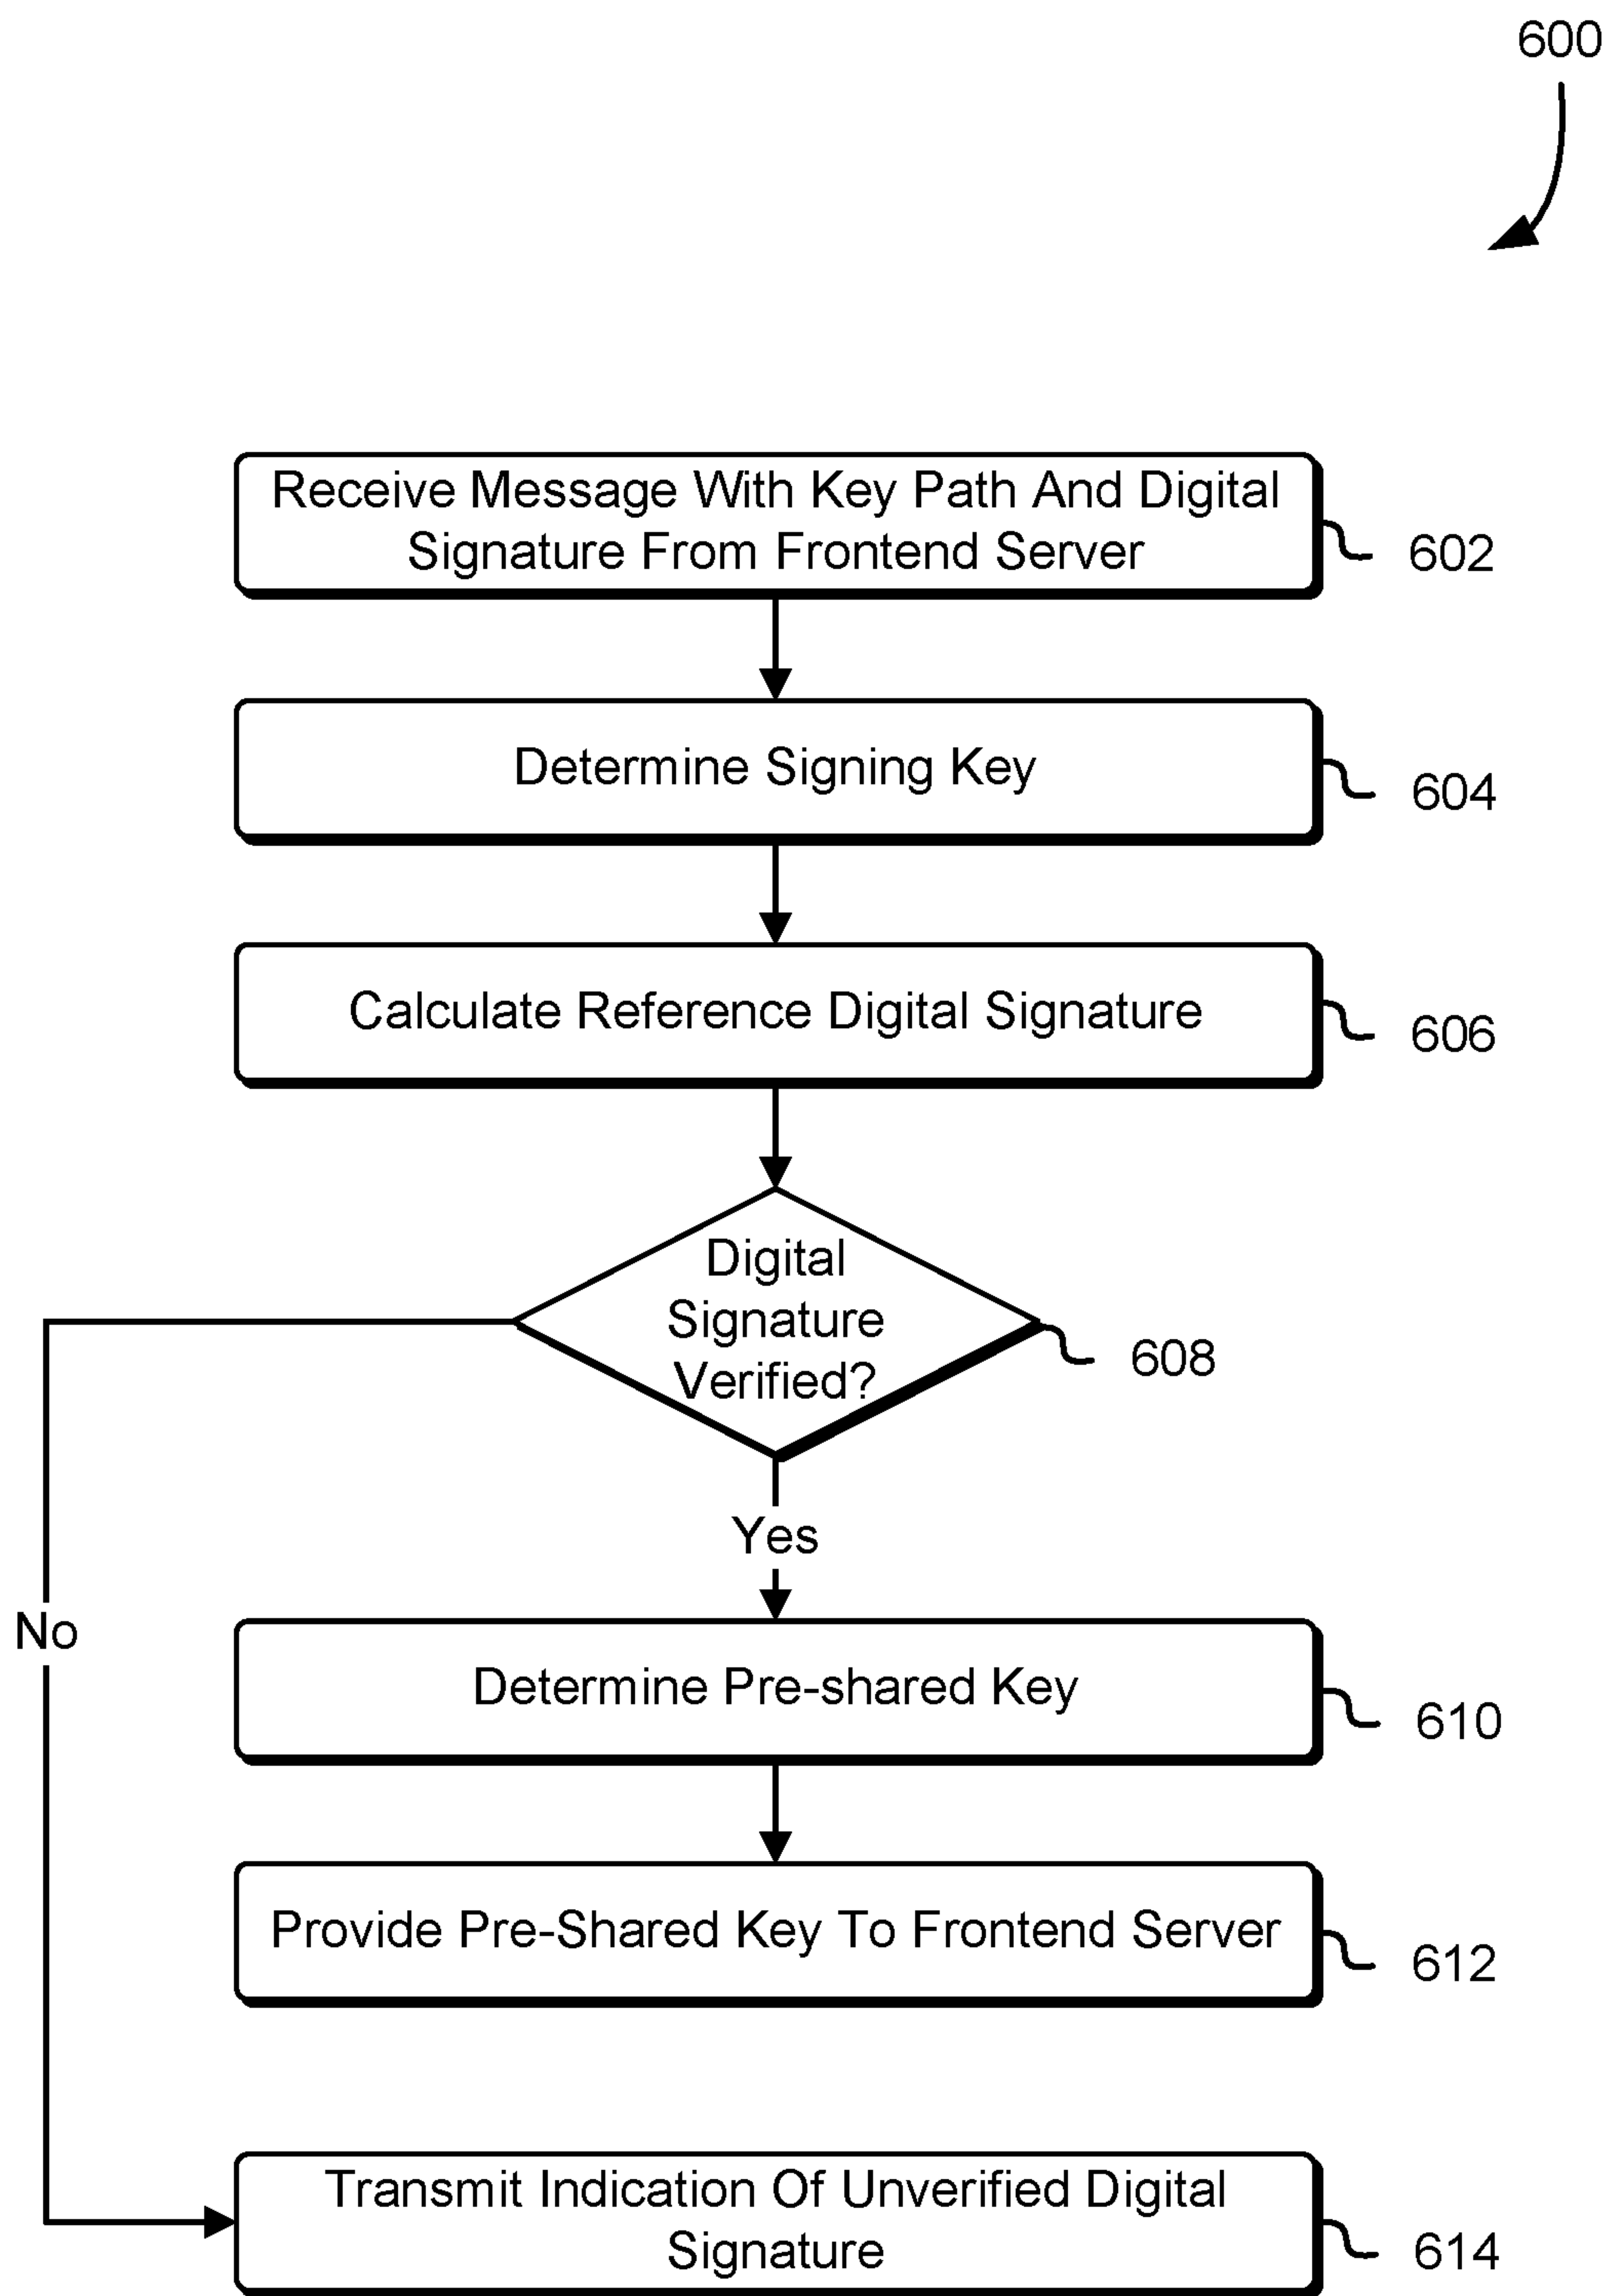 600
Receive Message With Key Path And Digital
Signature From Frontend Server
602
Determine Signing Key
604
Calculate Reference Digital Signature
606
Digital
Signature
Verified?
608
Yes
No
Determine Pre-shared Key
610
Provide Pre-Shared Key To Frontend Server
612
Transmit Indication Of Unverified Digital
Signature
614